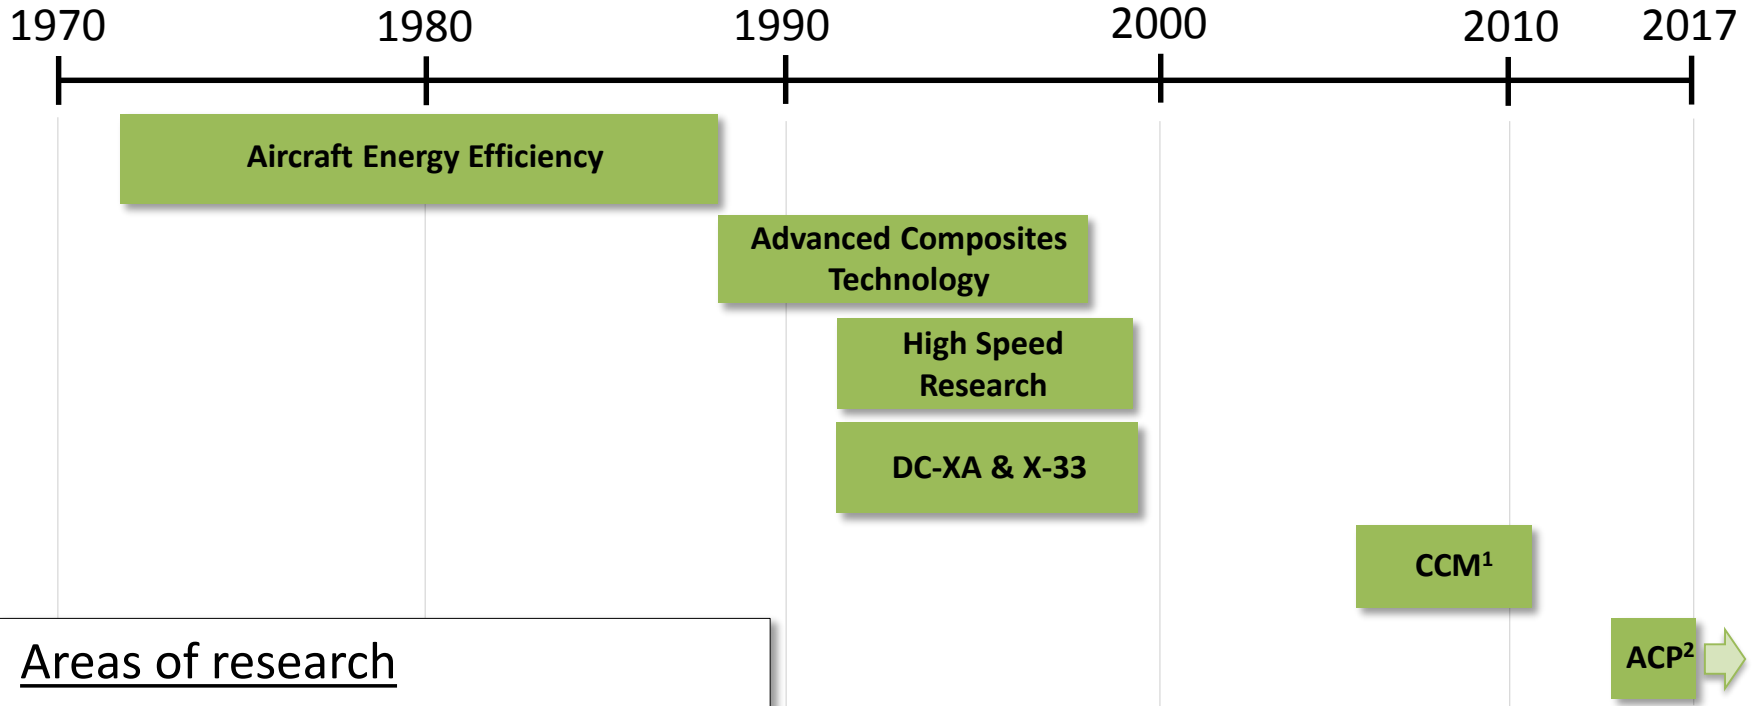 1970 1980 1990 2000 2010 2017
Aircraft Energy Efficiency
Advanced Composites
Technology
High Speed
Research
DC-XA & X-33
CCM¹
ACP²
Areas of research